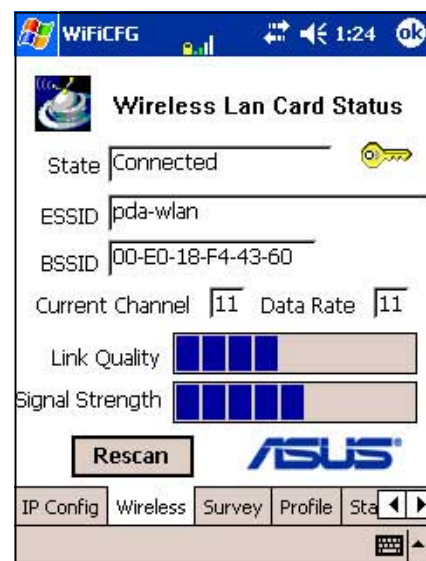 WiFiCFG 1:24 ok
Wireless Lan Card Status
State Connected
ESSID pda-wlan
BSSID 00-E0-18-F4-43-60
Current Channel 11 Data Rate 11
Link Quality
Signal Strength
Rescan ASUS
IP Config Wireless Survey Profile Sta